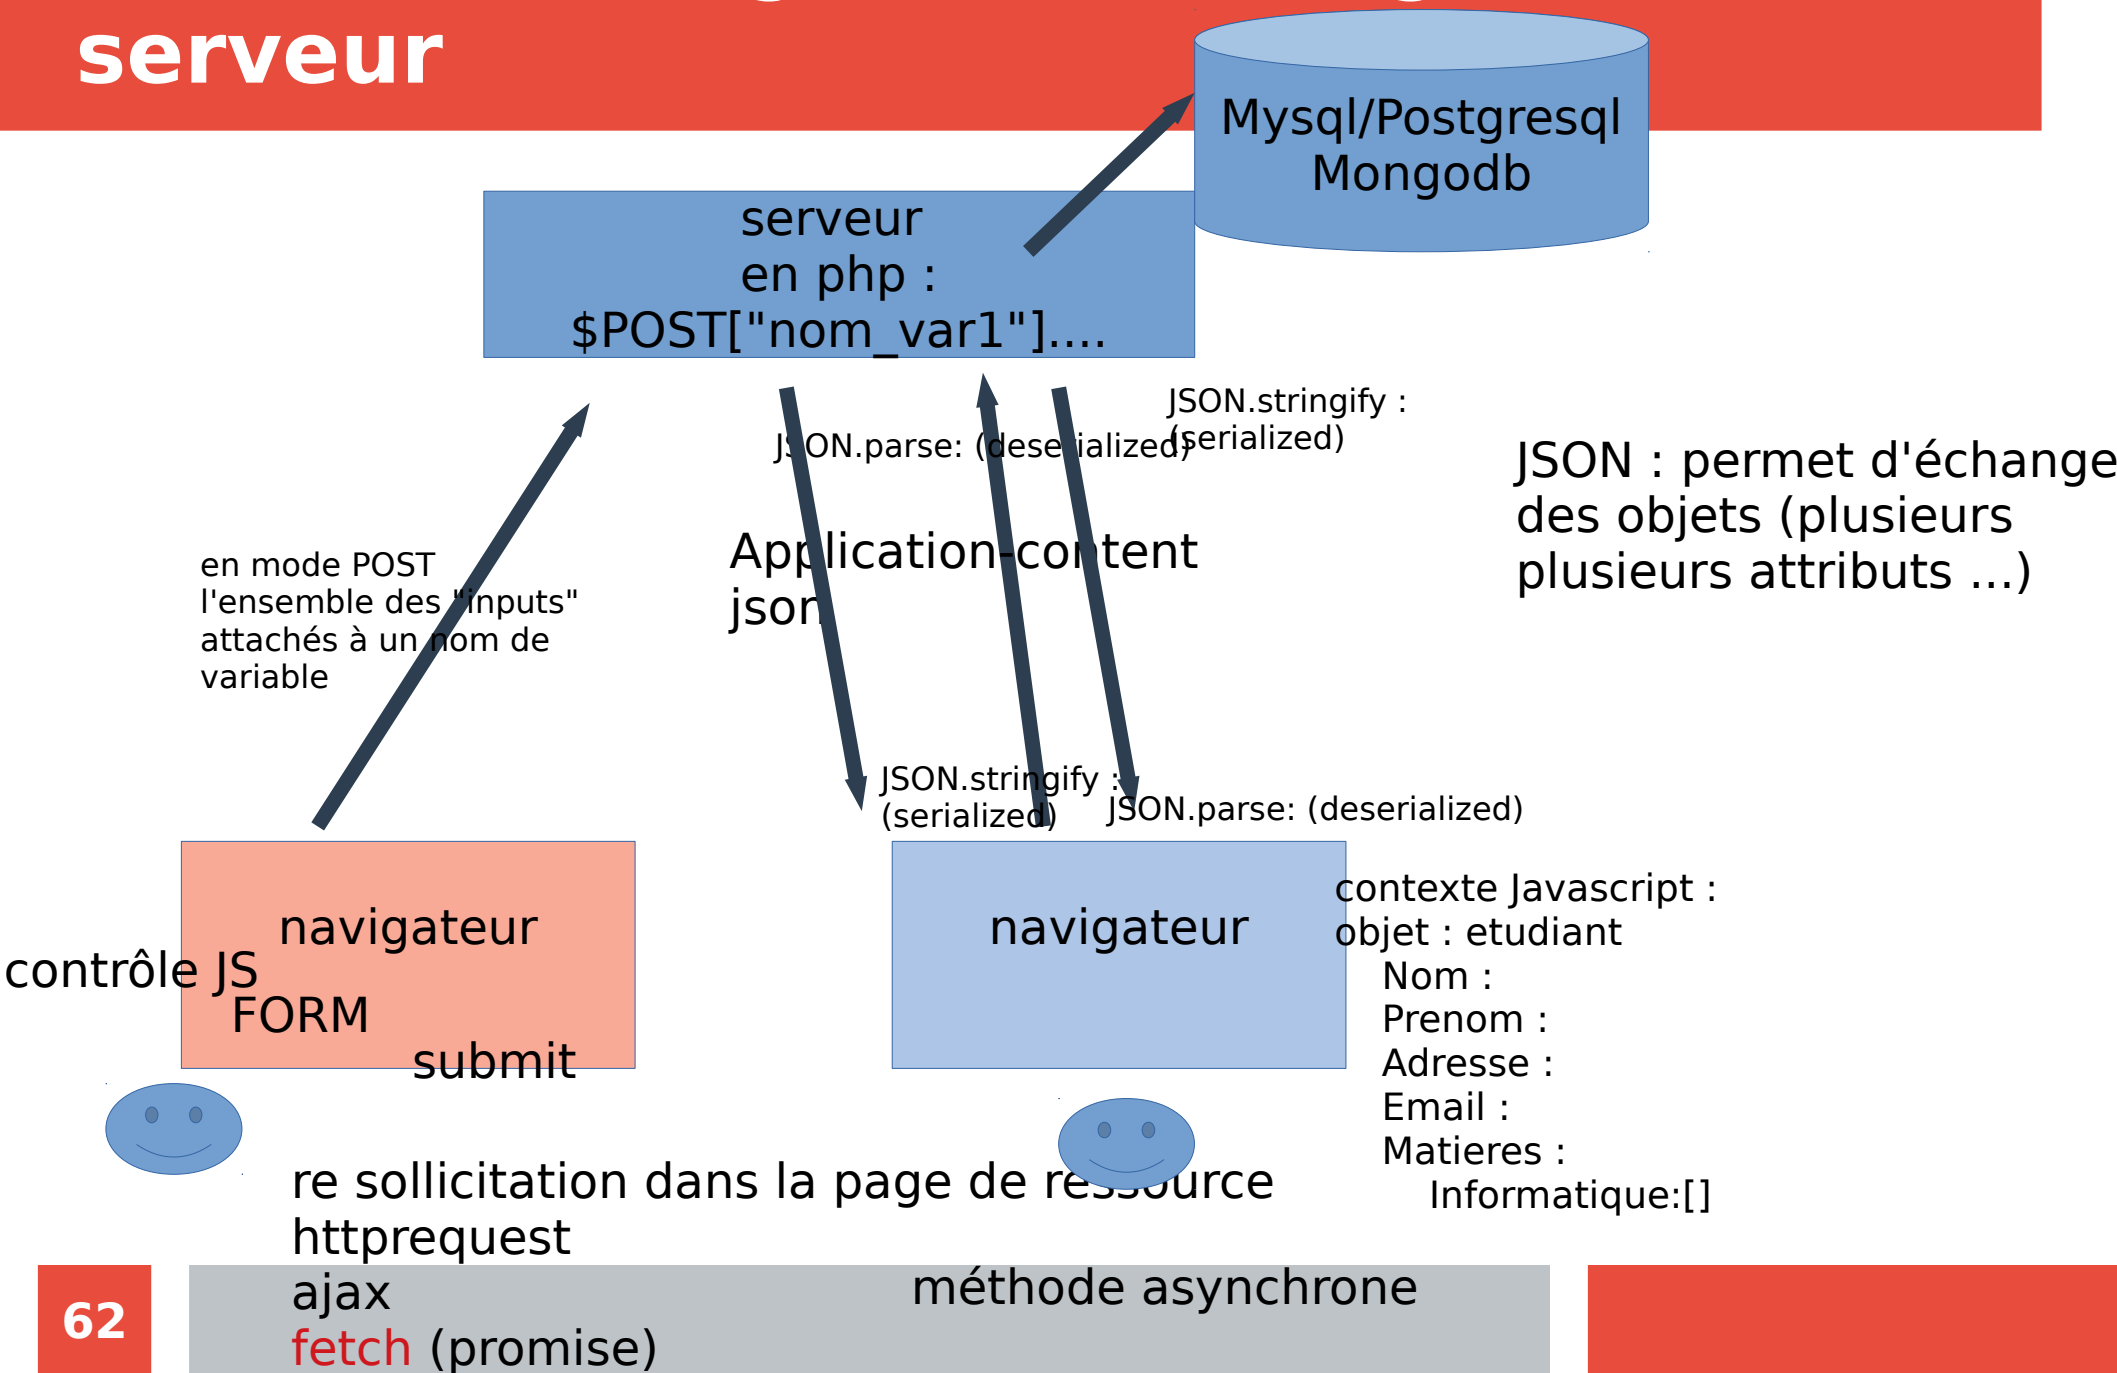 serveur
Mysql/Postgresql
Mongodb
serveur
en php :
$POST["nom_var1"]....
JSON.stringify :
(serialized)
JSON.parse: (deserialized)
JSON : permet d'échange
des objets (plusieurs
plusieurs attributs ...)
Application-content
json
en mode POST
l'ensemble des "inputs"
attachés à un nom de
variable
JSON.stringify :
(serialized)
JSON.parse: (deserialized)
navigateur
contrôle JS
FORM
submit
navigateur
contexte Javascript :
objet : etudiant
Nom :
Prenom :
Adresse :
Email :
Matieres :
Informatique:[]
re sollicitation dans la page de ressource
httprequest
ajax
fetch (promise)
méthode asynchrone
62